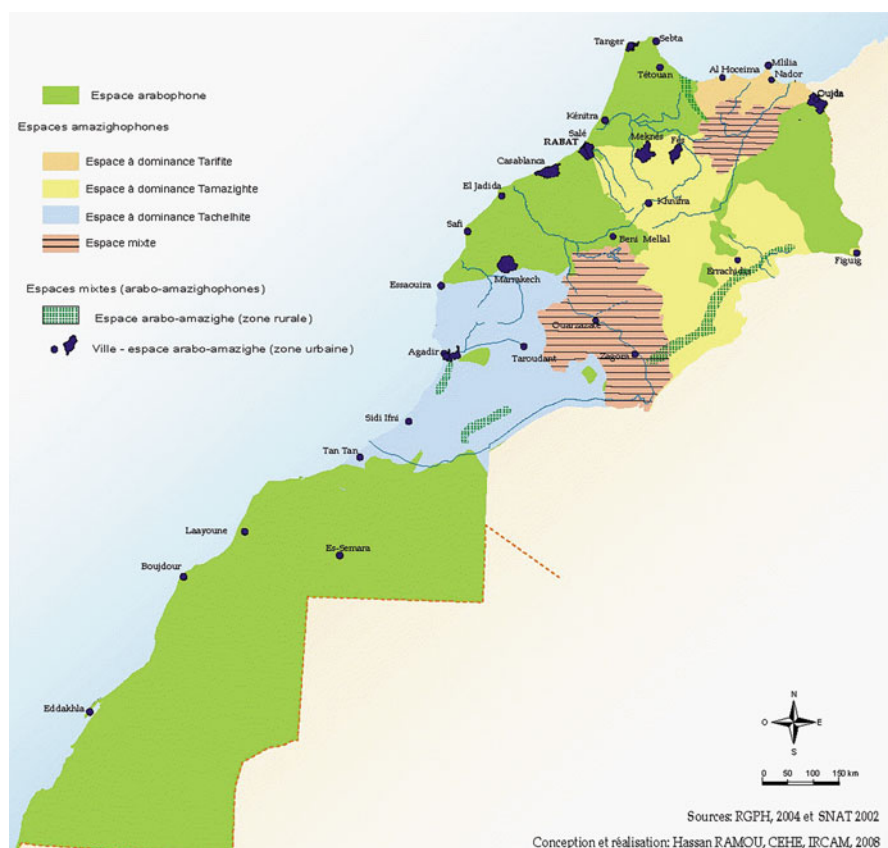 Espace arabophone
Espaces amazighophones
Espace à dominance Tarifite
Espace à dominance Tamazighte
Espace à dominance Tachelhite
Espace mixte
Espaces mixtes (arabo-amazighophones)
Espace arabo-amazighe (zone rurale)
Ville - espace arabo-amazighe (zone urbaine)
Tanger
Sebta
Tétouan
Al Hoceima
Mlilia
Nador
Oujda
Kénitra
Salé
RABAT
Meknès
Fès
Casablanca
El Jadida
Khnifra
Safi
Beni Mellal
Errachidia
Figuig
Marrakech
Essaouira
Ouarzazate
Agadir
Taroudant
Zagora
Sidi Ifni
Tan Tan
Laayoune
Es-Semara
Boujdour
Eddakhla
N
O
E
S
0 50 100 150 km
Sources: RGPH, 2004 et SNAT 2002
Conception et réalisation: Hassan RAMOU, CEHE, IRCAM, 2008